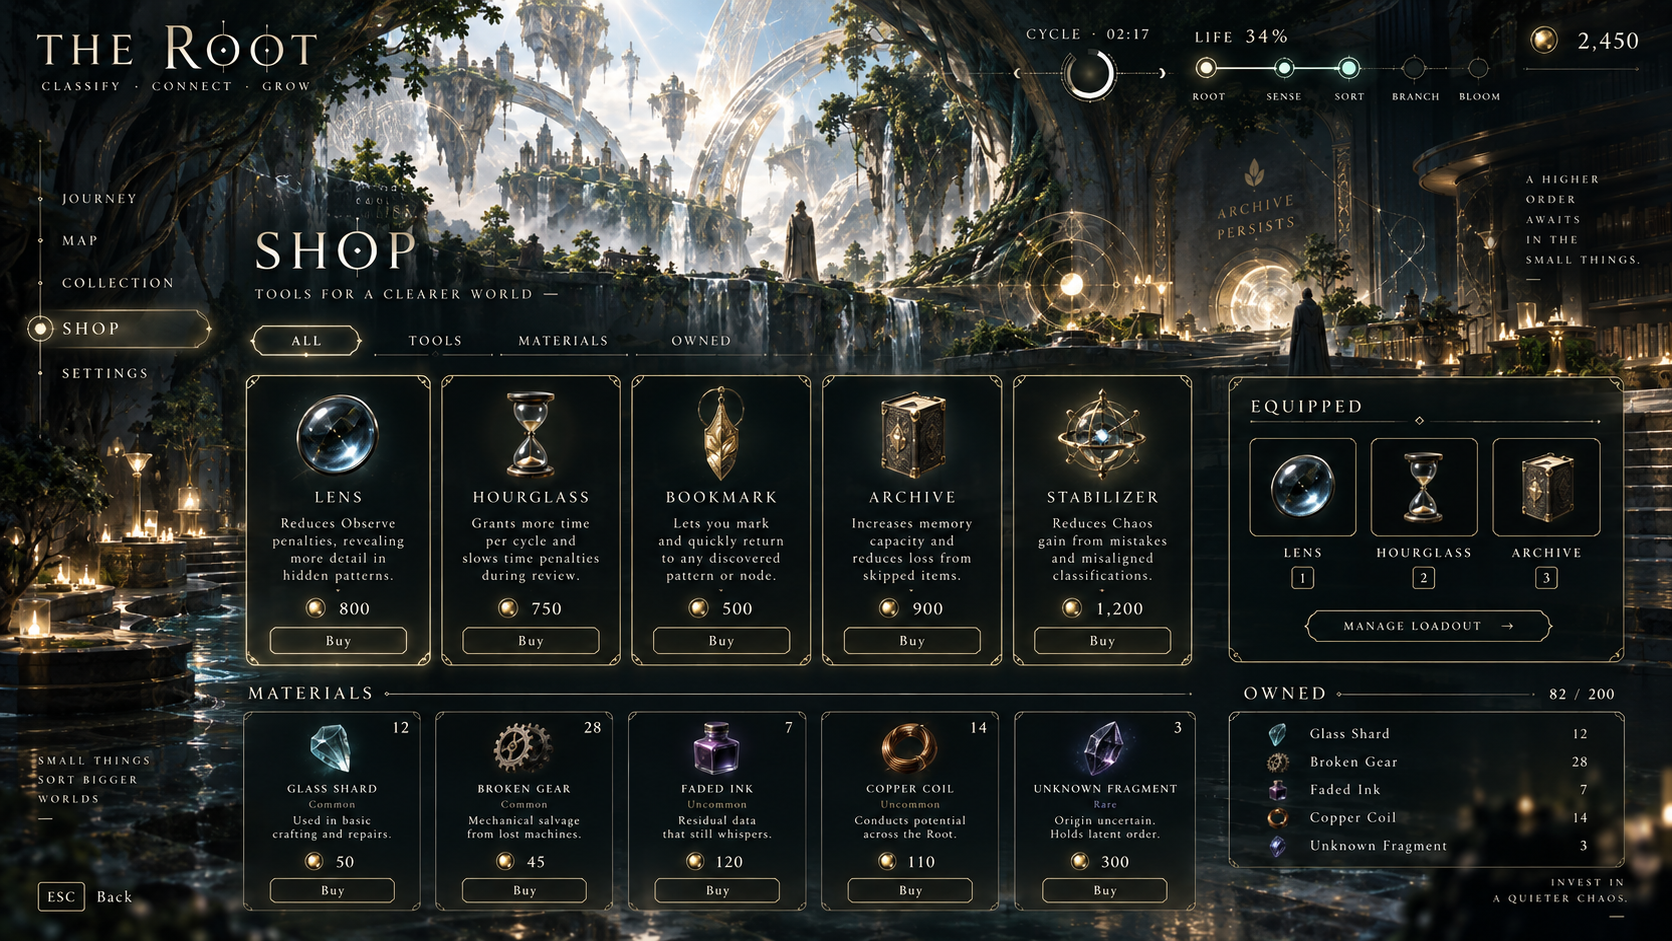 THE ROOT
CLASSIFY · CONNECT · GROW
CYCLE · 02:17
LIFE 34%
ROOT
SENSE
SORT
BRANCH
BLOOM
2,450
JOURNEY
MAP
COLLECTION
SHOP
SETTINGS
ARCHIVE
PERSISTS
A HIGHER
ORDER
AWAITS
IN THE
SMALL THINGS.
—
SHOP
TOOLS FOR A CLEARER WORLD —
ALL
TOOLS
MATERIALS
OWNED
LENS
Reduces Observe
penalties, revealing
more detail in
hidden patterns.
800
Buy
HOURGLASS
Grants more time
per cycle and
slows time penalties
during review.
750
Buy
BOOKMARK
Lets you mark
and quickly return
to any discovered
pattern or node.
500
Buy
ARCHIVE
Increases memory
capacity and
reduces loss from
skipped items.
900
Buy
STABILIZER
Reduces Chaos
gain from mistakes
and misaligned
classifications.
1,200
Buy
EQUIPPED
LENS
1
HOURGLASS
2
ARCHIVE
3
MANAGE LOADOUT →
MATERIALS
12
GLASS SHARD
Common
Used in basic
crafting and repairs.
50
Buy
28
BROKEN GEAR
Common
Mechanical salvage
from lost machines.
45
Buy
7
FADED INK
Uncommon
Residual data
that still whispers.
120
Buy
14
COPPER COIL
Uncommon
Conducts potential
across the Root.
110
Buy
3
UNKNOWN FRAGMENT
Rare
Origin uncertain.
Holds latent order.
300
Buy
OWNED 82 / 200
Glass Shard 12
Broken Gear 28
Faded Ink 7
Copper Coil 14
Unknown Fragment 3
SMALL THINGS
SORT BIGGER
WORLDS
—
ESC Back
INVEST IN
A QUIETER CHAOS.
—